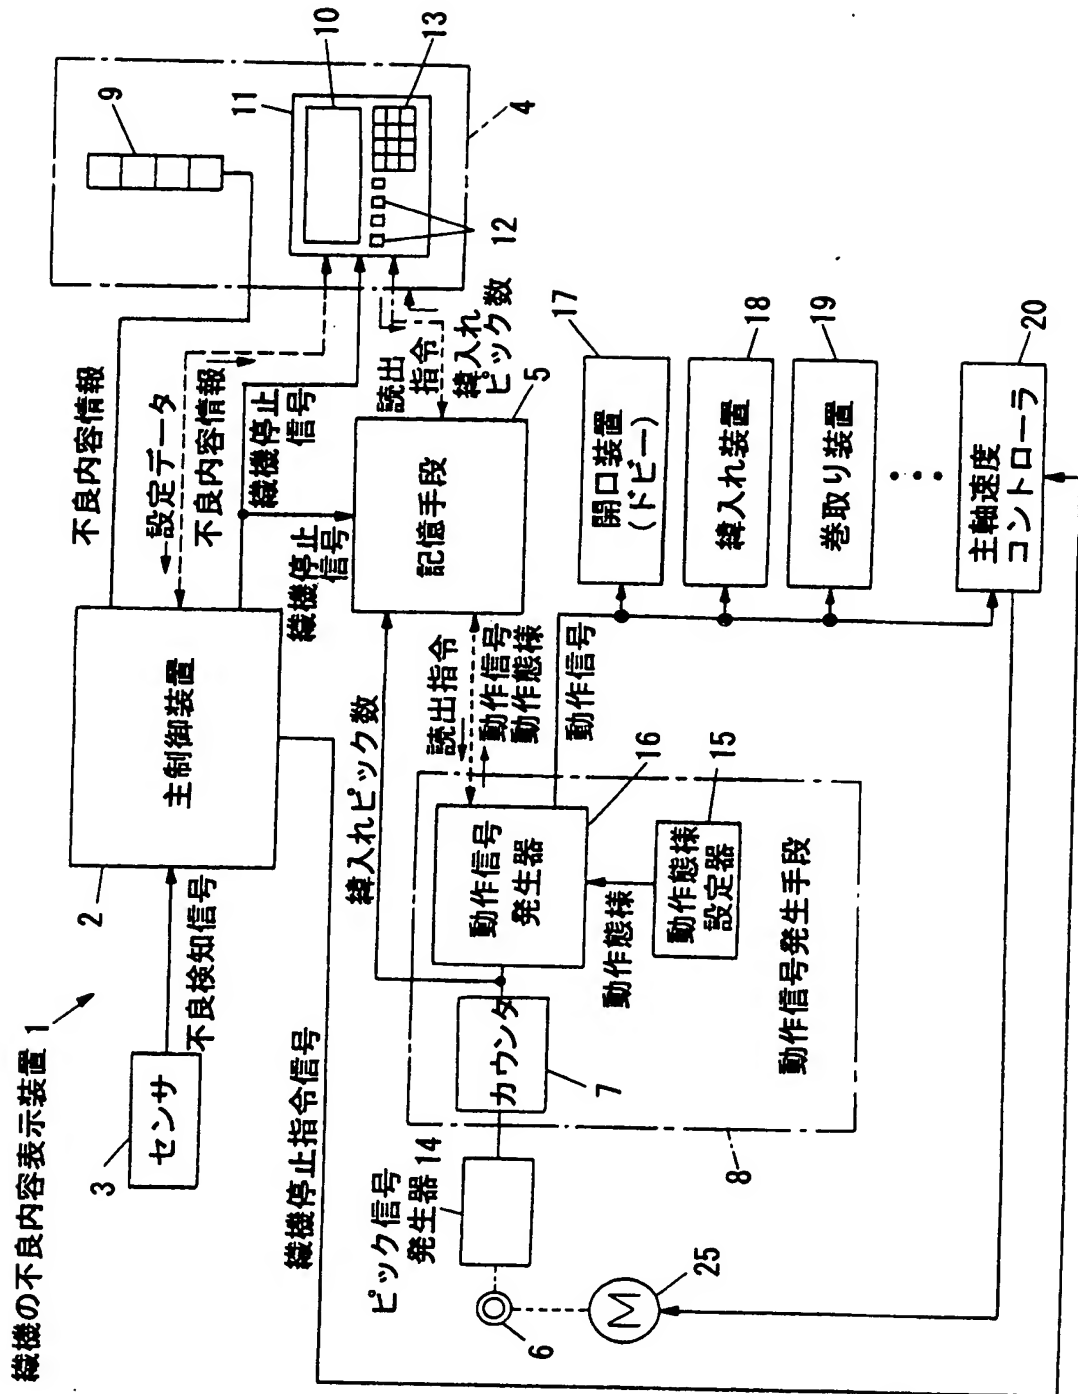 織機の不良内容表示装置 1
3
センサ
不良検知信号
2
主制御装置
不良内容情報
設定データ
不良内容情報
織機停止
信号
織機停止
信号
9
11
10
13
12
4
読出
指令
緯入れ
ピック数
5
記憶手段
織機停止指令信号
緯入れピック数
読出指令
動作信号
動作態様
動作信号
ピック信号
発生器 14
カウンタ
7
動作信号
発生器
16
動作態様
動作態様
設定器
15
動作信号発生手段
8
6
M
25
17
開口装置
(ドビー)
18
緯入れ装置
19
巻取り装置
20
主軸速度
コントローラ